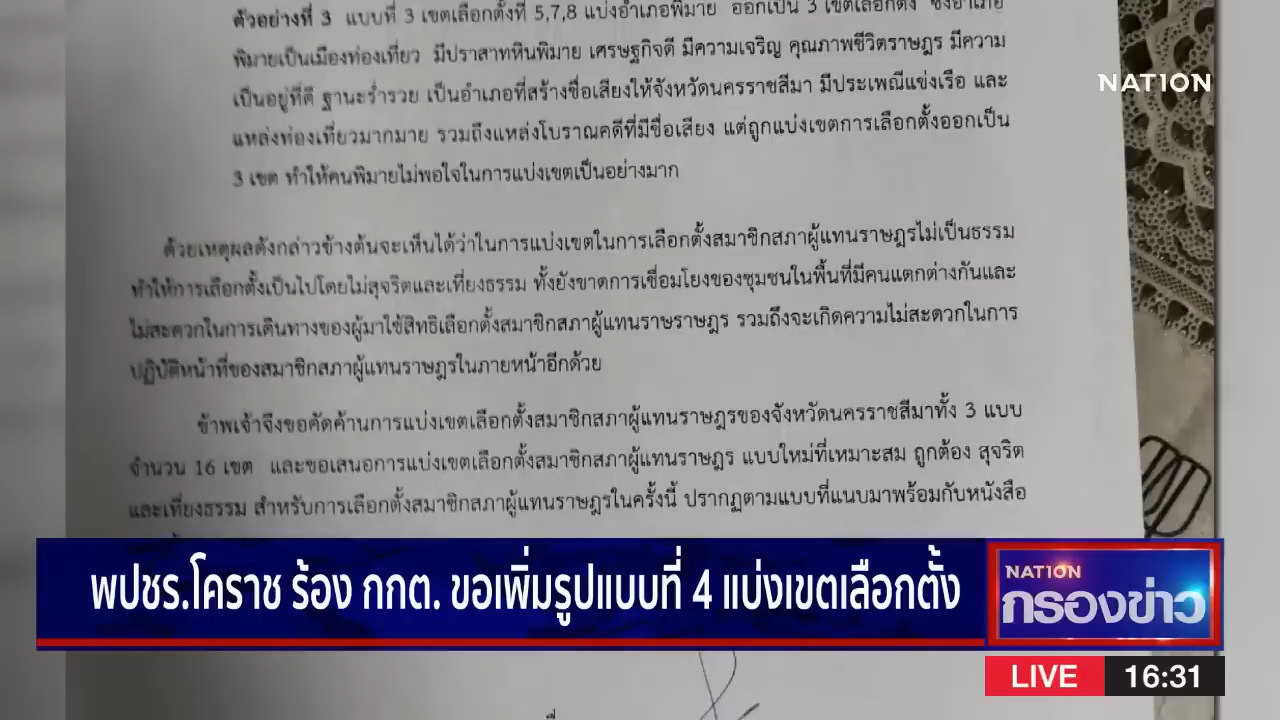 ตัวอย่างที่ 3 แบบที่ 3 เขตเลือกตั้งที่ 5,7,8 แบ่งอำเภอพิมาย ออกเป็น 3 เขตเลือกตั้ง ซึ่งอำเภอ
พิมายเป็นเมืองท่องเที่ยว มีปราสาทหินพิมาย เศรษฐกิจดี มีความเจริญ คุณภาพชีวิตราษฎร มีความ
NATION
เป็นอยู่ที่ดี ฐานะร่ำรวย เป็นอำเภอที่สร้างชื่อเสียงให้จังหวัดนครราชสีมา มีประเพณีแข่งเรือ และ
แหล่งท่องเที่ยวมากมาย รวมถึงแหล่งโบราณคดีที่มีชื่อเสียง แต่ถูกแบ่งเขตการเลือกตั้งออกเป็น
3 เขต ทำให้คนพิมายไม่พอใจในการแบ่งเขตเป็นอย่างมาก
ด้วยเหตุผลดังกล่าวข้างต้นจะเห็นได้ว่าในการแบ่งเขตในการเลือกตั้งสมาชิกสภาผู้แทนราษฎรไม่เป็นธรรม
ทำให้การเลือกตั้งเป็นไปโดยไม่สุจริตและเที่ยงธรรม ทั้งยังขาดการเชื่อมโยงของชุมชนในพื้นที่มีคนแตกต่างกันและ
ไม่สะดวกในการเดินทางของผู้มาใช้สิทธิเลือกตั้งสมาชิกสภาผู้แทนราษราษฎร รวมถึงจะเกิดความไม่สะดวกในการ
ปฏิบัติหน้าที่ของสมาชิกสภาผู้แทนราษฎรในภายหน้าอีกด้วย
ข้าพเจ้าจึงขอคัดค้านการแบ่งเขตเลือกตั้งสมาชิกสภาผู้แทนราษฎรของจังหวัดนครราชสีมาทั้ง 3 แบบ
จำนวน 16 เขต และขอเสนอการแบ่งเขตเลือกตั้งสมาชิกสภาผู้แทนราษฎร แบบใหม่ที่เหมาะสม ถูกต้อง สุจริต
และเที่ยงธรรม สำหรับการเลือกตั้งสมาชิกสภาผู้แทนราษฎรในครั้งนี้ ปรากฏตามแบบที่แนบมาพร้อมกับหนังสือ
พปชร.โคราช ร้อง กกต. ขอเพิ่มรูปแบบที่ 4 แบ่งเขตเลือกตั้ง
NATION
กรองข่าว
LIVE 16:31